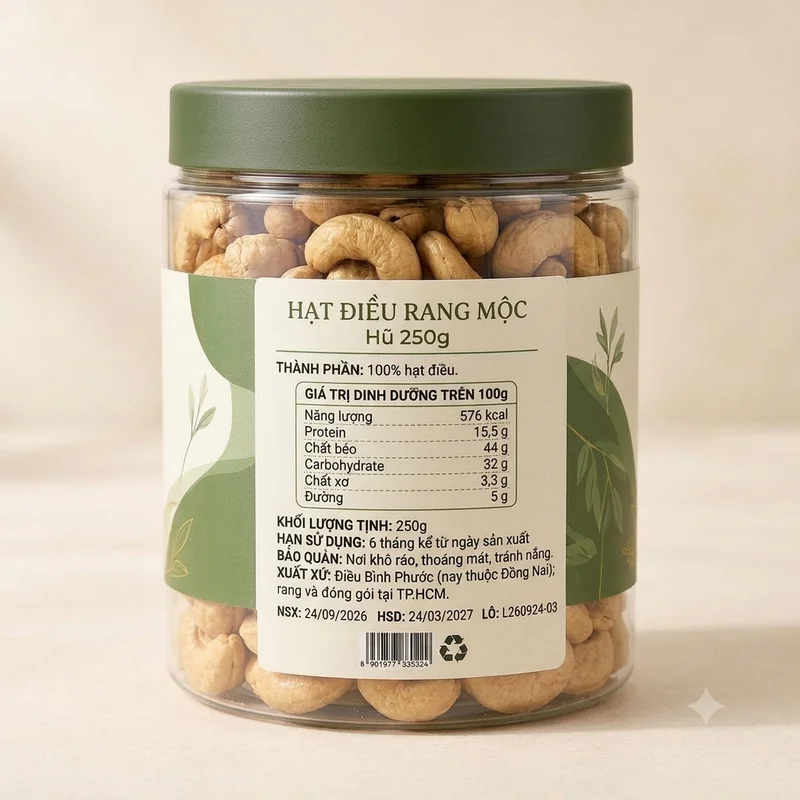 HẠT ĐIỀU RANG MỘC
Hũ 250g
THÀNH PHẦN: 100% hạt điều.
GIÁ TRỊ DINH DƯỠNG TRÊN 100g
Năng lượng 576 kcal
Protein 15,5 g
Chất béo 44 g
Carbohydrate 32 g
Chất xơ 3,3 g
Đường 5 g
KHỐI LƯỢNG TỊNH: 250g
HẠN SỬ DỤNG: 6 tháng kể từ ngày sản xuất
BẢO QUẢN: Nơi khô ráo, thoáng mát, tránh nắng.
XUẤT XỨ: Điều Bình Phước (nay thuộc Đồng Nai);
rang và đóng gói tại TP.HCM.
NSX: 24/09/2026 HSD: 24/03/2027 LÔ: L260924-03
8 901977 335324